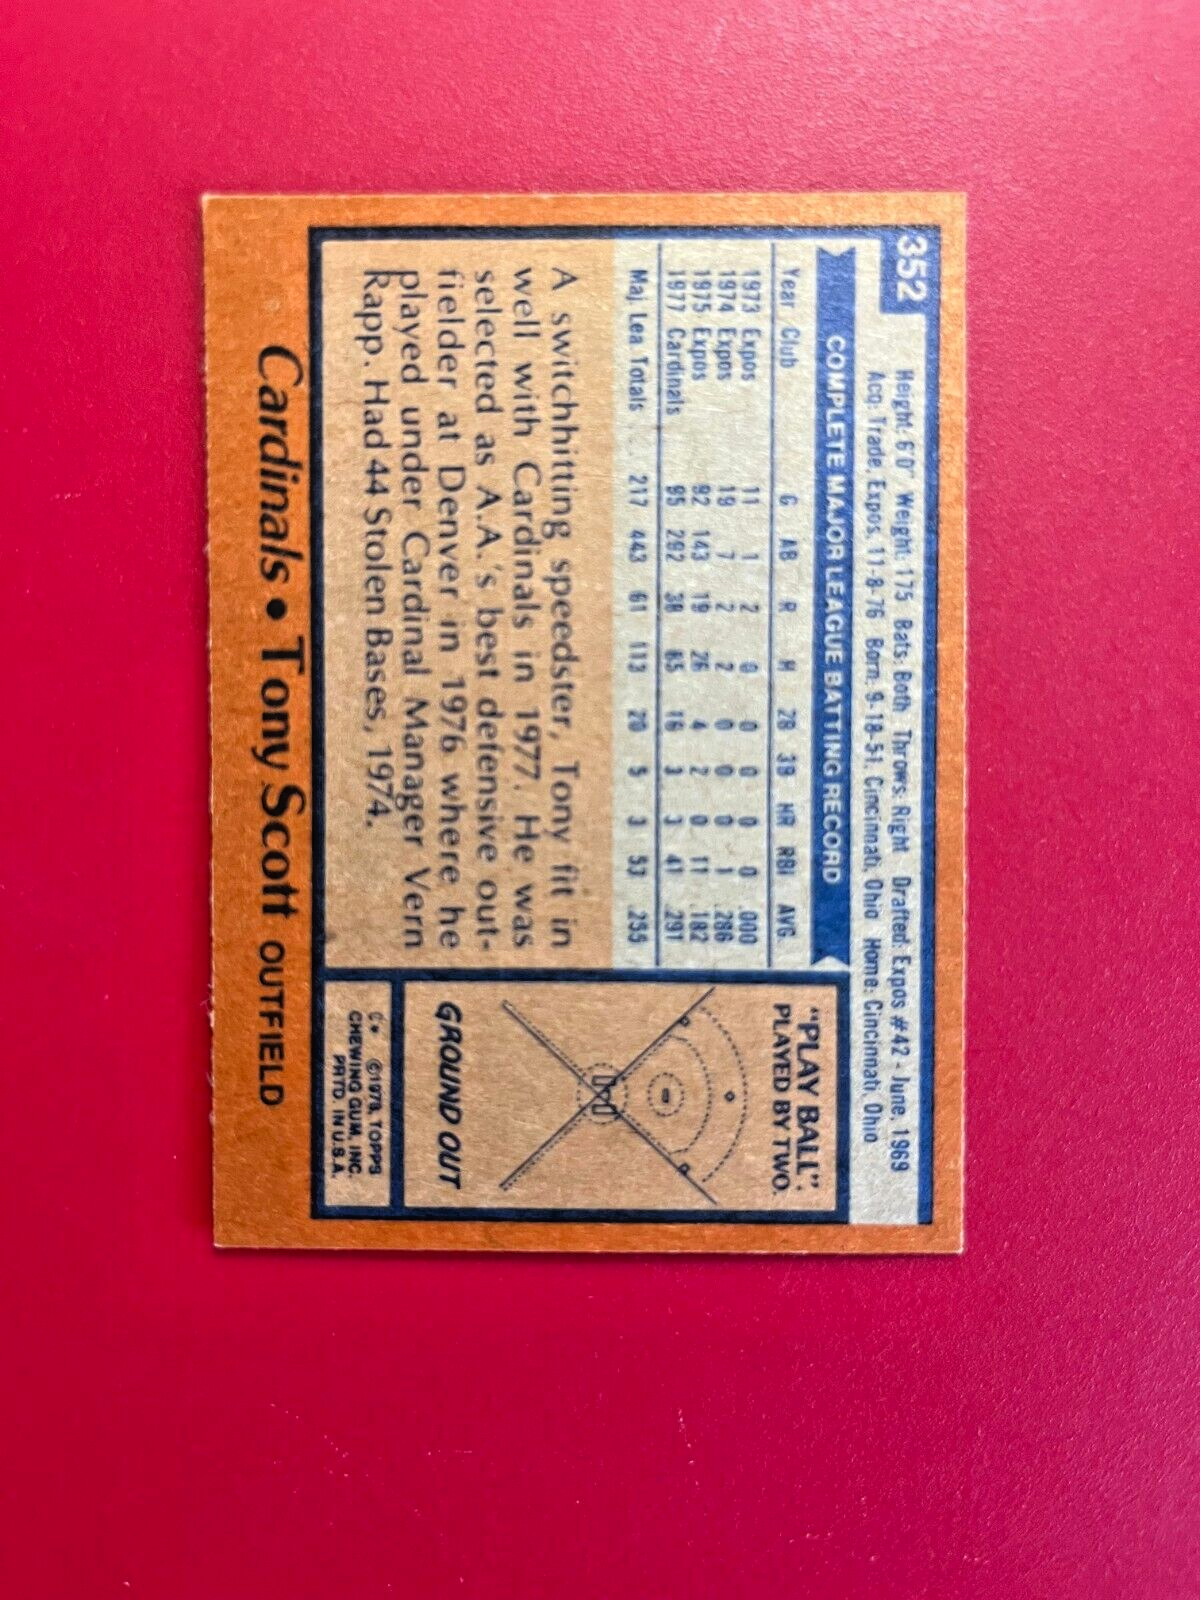 352
Height: 6'0" Weight: 175 Bats: Both Throws: Right Drafted: Expos #42 - June, 1969
Acq: Trade, Expos, 11-8-76 Born: 9-18-51, Cincinnati, Ohio Home: Cincinnati, Ohio
COMPLETE MAJOR LEAGUE BATTING RECORD
Year Club G AB R H 2B 3B HR RBI AVG.
1973 Expos 11 1 2 0 0 0 0 0 .000
1974 Expos 19 7 2 2 0 0 0 1 .286
1975 Expos 92 143 19 26 4 2 0 11 .182
1977 Cardinals 95 292 38 85 16 3 3 41 .291
Maj. Lea. Totals . . . 217 443 61 113 20 5 3 53 .255
A switchhitting speedster, Tony fit in
well with Cardinals in 1977. He was
selected as A.A.'s best defensive out-
fielder at Denver in 1976 where he
played under Cardinal Manager Vern
Rapp. Had 44 Stolen Bases, 1974.
"PLAY BALL"
PLAYED BY TWO.
GROUND OUT
C* ©1978, TOPPS
CHEWING GUM, INC.
PRTD. IN U.S.A.
Cardinals • Tony Scott OUTFIELD